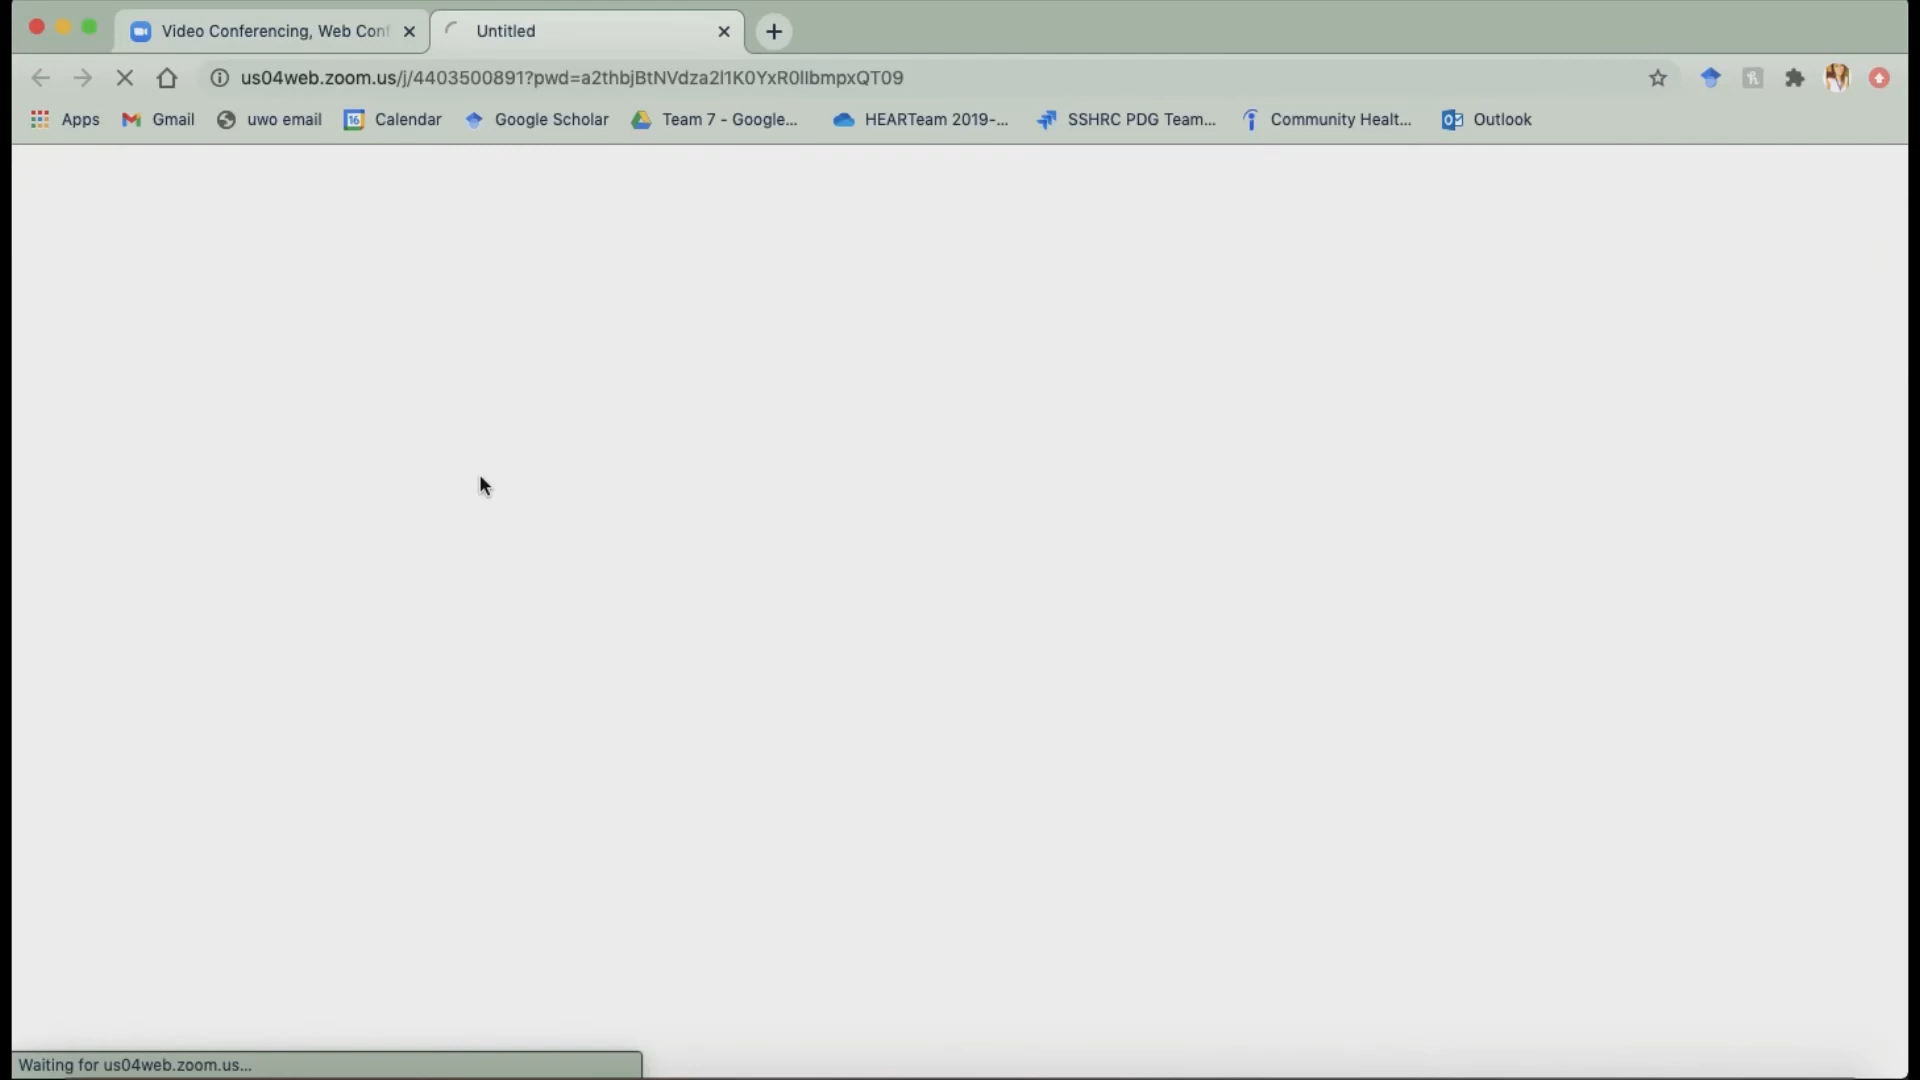 Video Conferencing, Web Conf
Untitled
us04web.zoom.us/j/4403500891?pwd=a2thbjBtNVdza2l1K0YxR0lIbmpxQT09
Apps
Gmail
uwo email
16
Calendar
Google Scholar
Team 7 - Google...
HEARTeam 2019-...
SSHRC PDG Team...
Community Healt...
Outlook
Waiting for us04web.zoom.us...